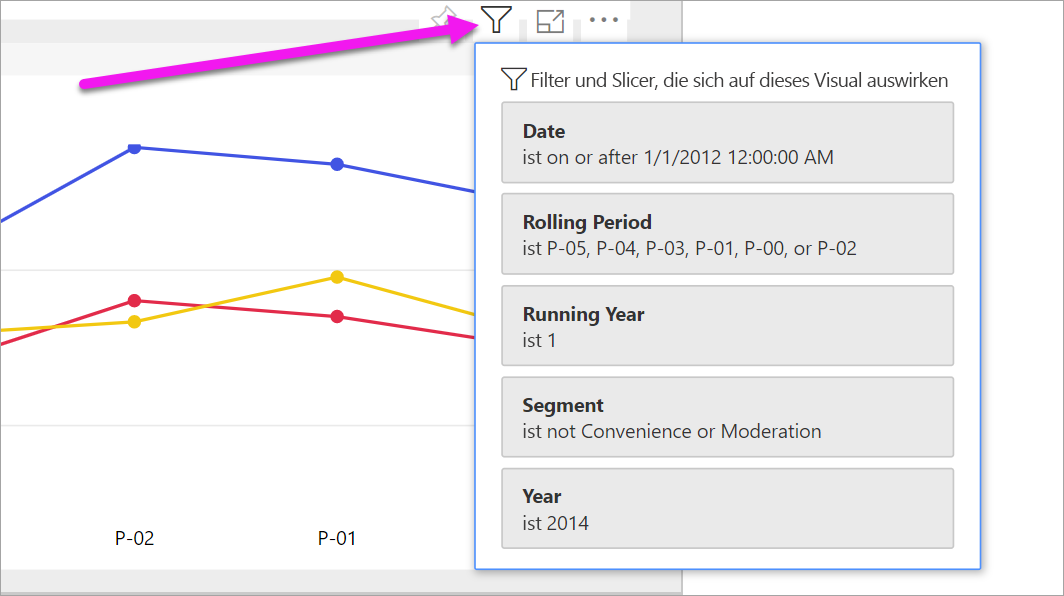 Filter und Slicer, die sich auf dieses Visual auswirken
Date
ist on or after 1/1/2012 12:00:00 AM
Rolling Period
ist P-05, P-04, P-03, P-01, P-00, or P-02
Running Year
ist 1
Segment
ist not Convenience or Moderation
Year
ist 2014
P-02
P-01